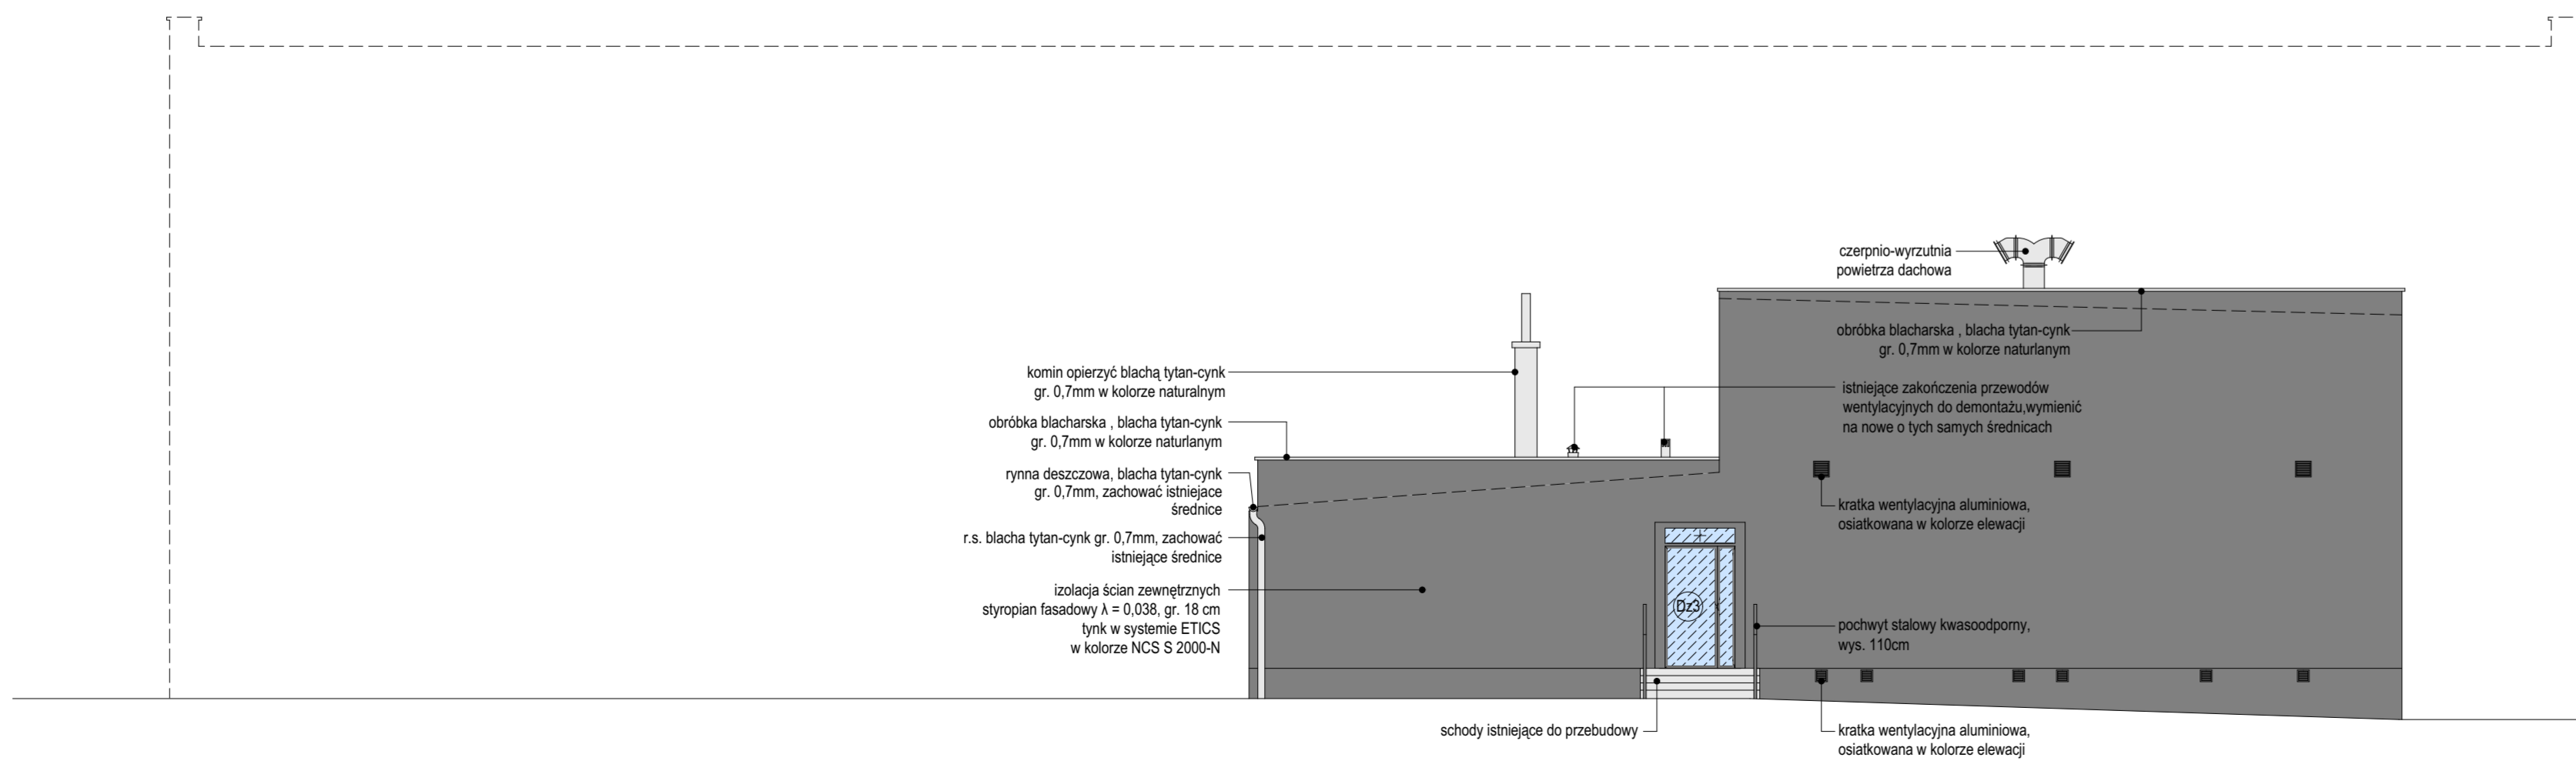 czerpnio-wyrzutnia
powietrza dachowa
obróbka blacharska , blacha tytan-cynk
gr. 0,7mm w kolorze naturlanym
komin opierzyć blachą tytan-cynk
gr. 0,7mm w kolorze naturalnym
istniejące zakończenia przewodów
wentylacyjnych do demontażu,wymienić
na nowe o tych samych średnicach
obróbka blacharska , blacha tytan-cynk
gr. 0,7mm w kolorze naturlanym
rynna deszczowa, blacha tytan-cynk
gr. 0,7mm, zachować istniejace
średnice
kratka wentylacyjna aluminiowa,
osiatkowana w kolorze elewacji
r.s. blacha tytan-cynk gr. 0,7mm, zachować
istniejące średnice
izolacja ścian zewnętrznych
styropian fasadowy λ = 0,038, gr. 18 cm
tynk w systemie ETICS
w kolorze NCS S 2000-N
Dz3
pochwyt stalowy kwasoodporny,
wys. 110cm
schody istniejące do przebudowy
kratka wentylacyjna aluminiowa,
osiatkowana w kolorze elewacji